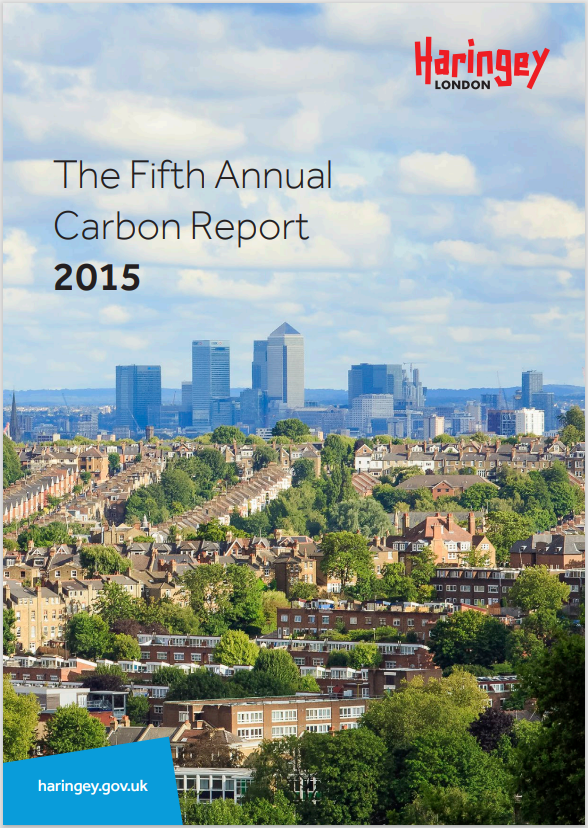 Haringey
LONDON
The Fifth Annual
Carbon Report
2015
haringey.gov.uk